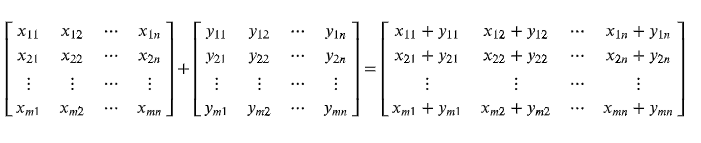 x11 x12 ⋯ x1n   y11 y12 ⋯ y1n   x11 + y11 x12 + y12 ⋯ x1n + y1n
x21 x22 ⋯ x2n   y21 y22 ⋯ y2n   x21 + y21 x22 + y22 ⋯ x2n + y2n
⋮ ⋮ ⋯ ⋮ + ⋮ ⋮ ⋯ ⋮ = ⋮ ⋮ ⋯ ⋮
xm1 xm2 ⋯ xmn   ym1 ym2 ⋯ ymn   xm1 + ym1 xm2 + ym2 ⋯ xmn + ymn